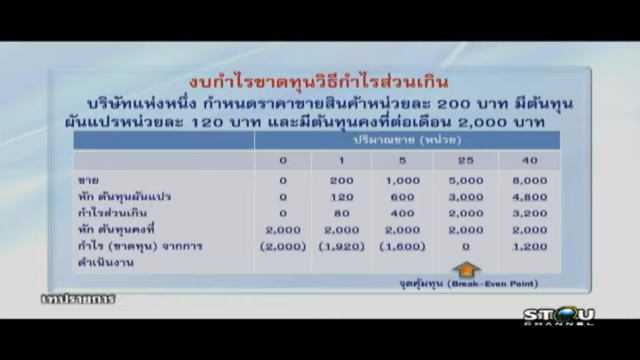 งบกำไรขาดทุนวิธีกำไรส่วนเกิน
บริษัทแห่งหนึ่ง กำหนดราคาขายสินค้าหน่วยละ 200 บาท มีต้นทุน
ผันแปรหน่วยละ 120 บาท และมีต้นทุนคงที่ต่อเดือน 2,000 บาท
ปริมาณขาย (หน่วย)
0 1 5 25 40
ขาย 0 200 1,000 5,000 8,000
หัก ต้นทุนผันแปร 0 120 600 3,000 4,800
กำไรส่วนเกิน 0 80 400 2,000 3,200
หัก ต้นทุนคงที่ 2,000 2,000 2,000 2,000 2,000
กำไร (ขาดทุน) จากการ (2,000) (1,920) (1,600) 0 1,200
ดำเนินงาน
จุดคุ้มทุน (Break-Even Point)
เทปรายการ
STOU
CHANNEL